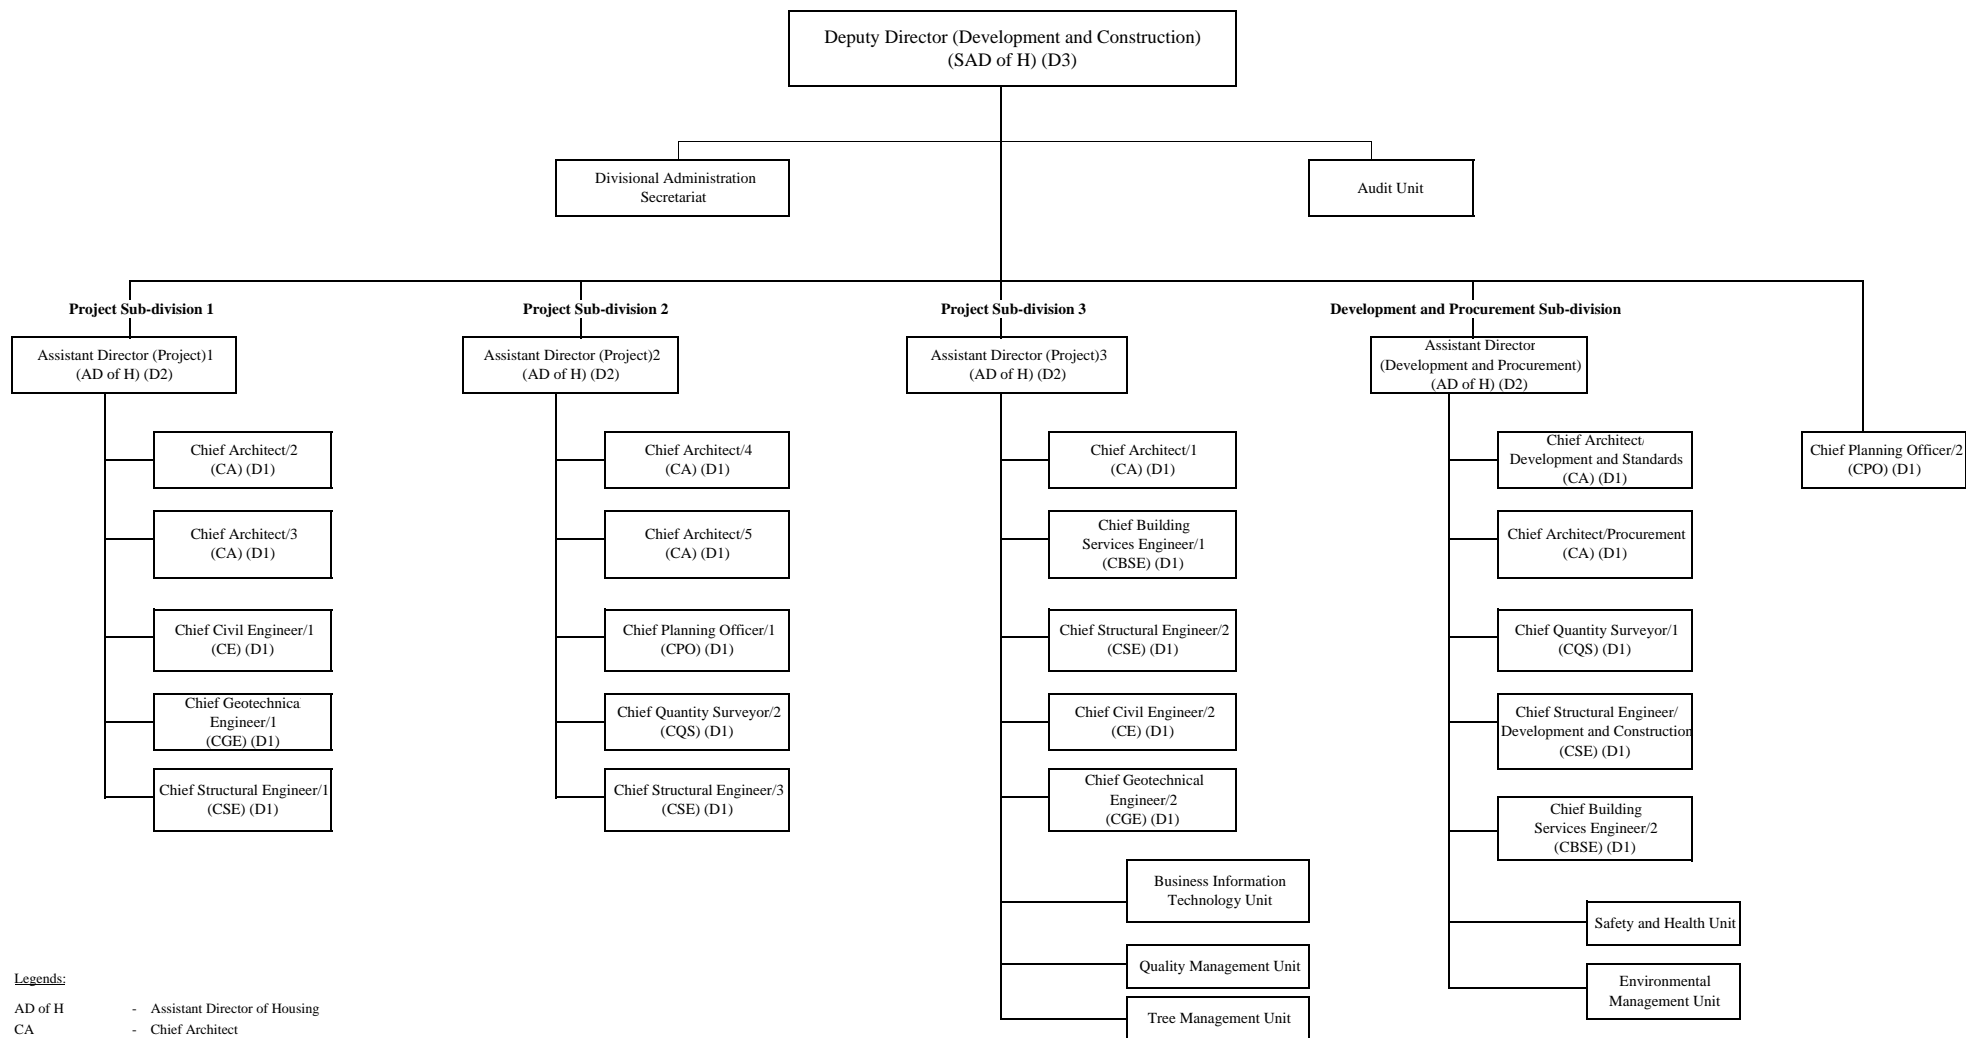 Deputy Director (Development and Construction)
(SAD of H) (D3)
Divisional Administration
Secretariat
Audit Unit
Project Sub-division 1
Project Sub-division 2
Project Sub-division 3
Development and Procurement Sub-division
Assistant Director (Project)1
(AD of H) (D2)
Assistant Director (Project)2
(AD of H) (D2)
Assistant Director (Project)3
(AD of H) (D2)
Assistant Director
(Development and Procurement)
(AD of H) (D2)
Chief Architect/2
(CA) (D1)
Chief Architect/4
(CA) (D1)
Chief Architect/1
(CA) (D1)
Chief Architect/
Development and Standards
(CA) (D1)
Chief Planning Officer/2
(CPO) (D1)
Chief Architect/3
(CA) (D1)
Chief Architect/5
(CA) (D1)
Chief Building
Services Engineer/1
(CBSE) (D1)
Chief Architect/Procurement
(CA) (D1)
Chief Civil Engineer/1
(CE) (D1)
Chief Planning Officer/1
(CPO) (D1)
Chief Structural Engineer/2
(CSE) (D1)
Chief Quantity Surveyor/1
(CQS) (D1)
Chief Geotechnica
Engineer/1
(CGE) (D1)
Chief Quantity Surveyor/2
(CQS) (D1)
Chief Civil Engineer/2
(CE) (D1)
Chief Structural Engineer/
Development and Construction
(CSE) (D1)
Chief Structural Engineer/1
(CSE) (D1)
Chief Structural Engineer/3
(CSE) (D1)
Chief Geotechnical
Engineer/2
(CGE) (D1)
Chief Building
Services Engineer/2
(CBSE) (D1)
Business Information
Technology Unit
Safety and Health Unit
Quality Management Unit
Environmental
Management Unit
Tree Management Unit
Legends:
AD of H - Assistant Director of Housing
CA - Chief Architect